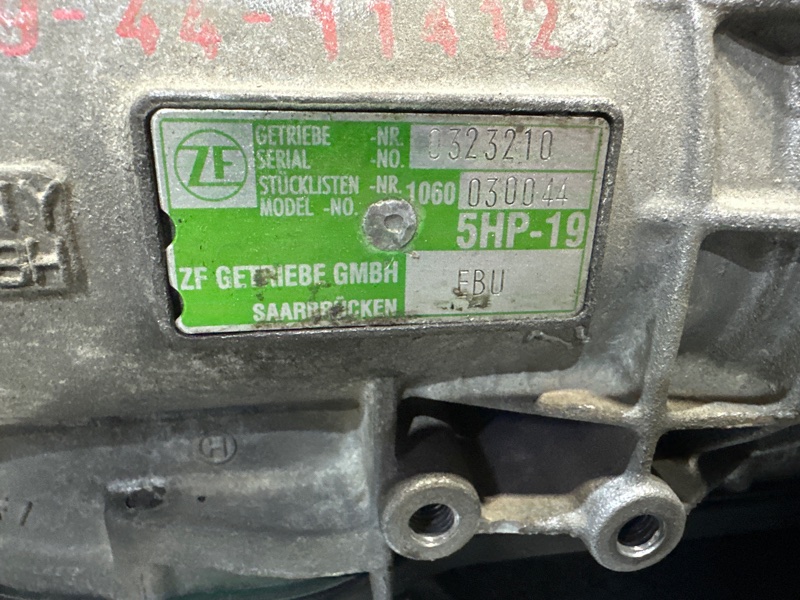 -44-11412
ZF
GETRIEBE -NR. 0323210
SERIAL -NO.
STÜCKLISTEN -NR. 1060 030044
MODEL -NO.
5HP-19
ZF GETRIEBE GMBH EBU
SAARBRÜCKEN
H